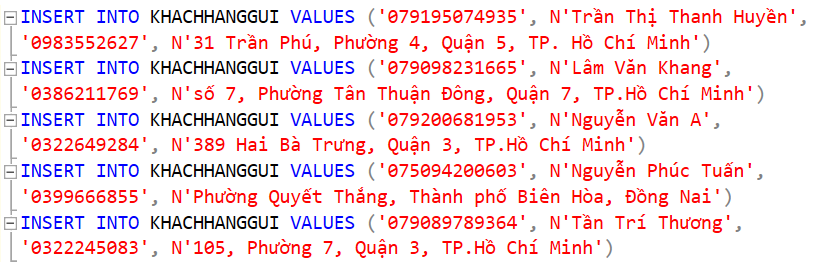 INSERT INTO KHACHHANGGUI VALUES ('079195074935', N'Trần Thị Thanh Huyền',
'0983552627', N'31 Trần Phú, Phường 4, Quận 5, TP. Hồ Chí Minh')
INSERT INTO KHACHHANGGUI VALUES ('079098231665', N'Lâm Văn Khang',
'0386211769', N'số 7, Phường Tân Thuận Đông, Quận 7, TP.Hồ Chí Minh')
INSERT INTO KHACHHANGGUI VALUES ('079200681953', N'Nguyễn Văn A',
'0322649284', N'389 Hai Bà Trưng, Quận 3, TP.Hồ Chí Minh')
INSERT INTO KHACHHANGGUI VALUES ('075094200603', N'Nguyễn Phúc Tuấn',
'0399666855', N'Phường Quyết Thắng, Thành phố Biên Hòa, Đồng Nai')
INSERT INTO KHACHHANGGUI VALUES ('079089789364', N'Tần Trí Thương',
'0322245083', N'105, Phường 7, Quận 3, TP.Hồ Chí Minh')